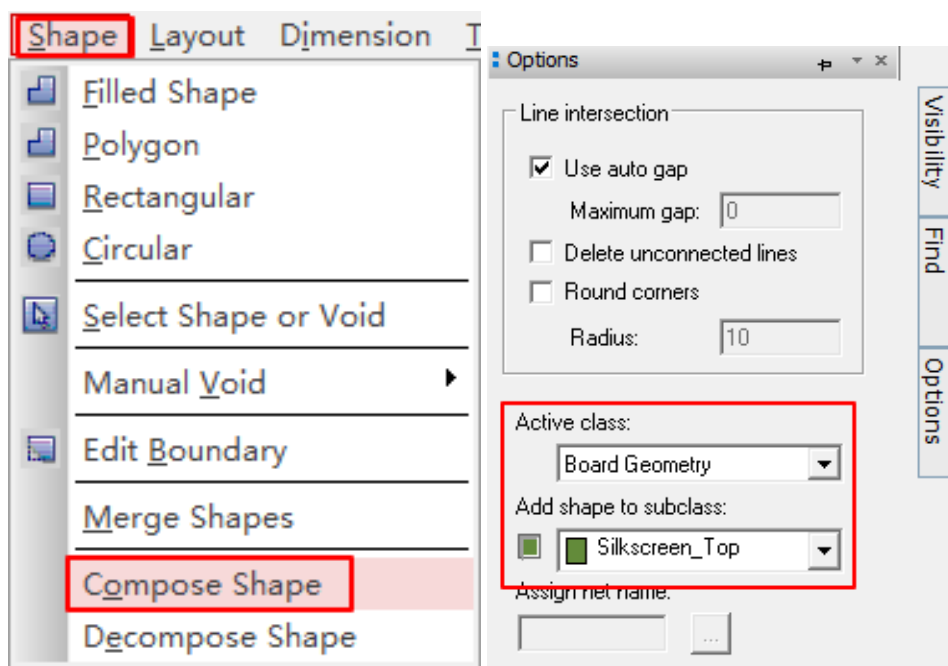 Shape Layout Dimension T
Filled Shape
Polygon
Rectangular
Circular
Select Shape or Void
Manual Void
Edit Boundary
Merge Shapes
Compose Shape
Decompose Shape
Options
Line intersection
Use auto gap
Maximum gap: 0
Delete unconnected lines
Round corners
Radius: 10
Active class:
Board Geometry
Add shape to subclass:
Silkscreen_Top
Assign net name:
...
Visibility
Find
Options